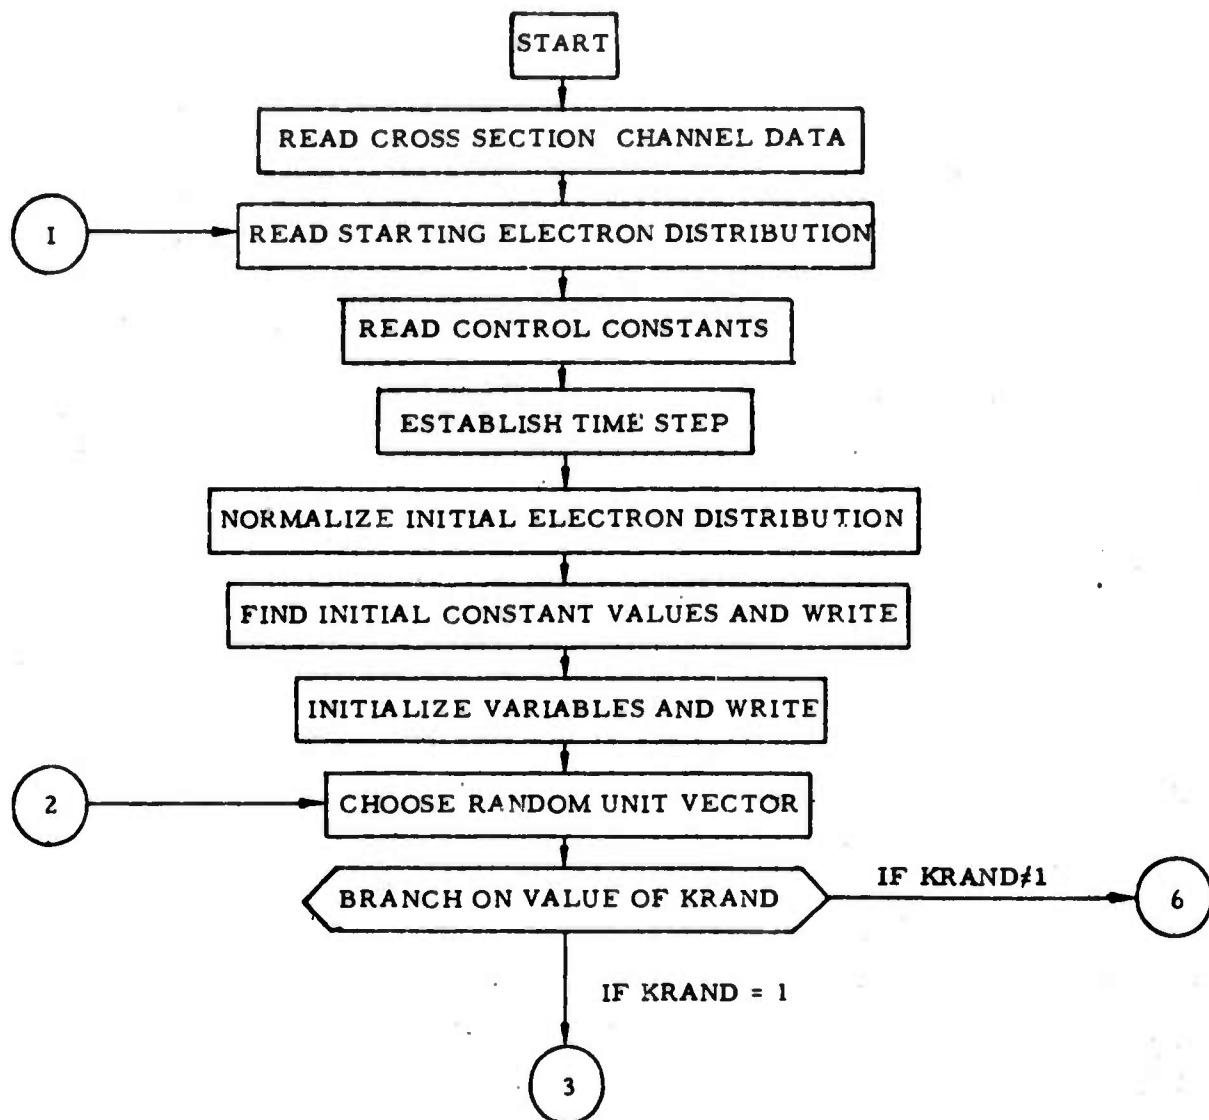 START
READ CROSS SECTION CHANNEL DATA
1
READ STARTING ELECTRON DISTRIBUTION
READ CONTROL CONSTANTS
ESTABLISH TIME STEP
NORMALIZE INITIAL ELECTRON DISTRIBUTION
FIND INITIAL CONSTANT VALUES AND WRITE
INITIALIZE VARIABLES AND WRITE
2
CHOOSE RANDOM UNIT VECTOR
BRANCH ON VALUE OF KRAND
IF KRAND≠1
6
IF KRAND = 1
3